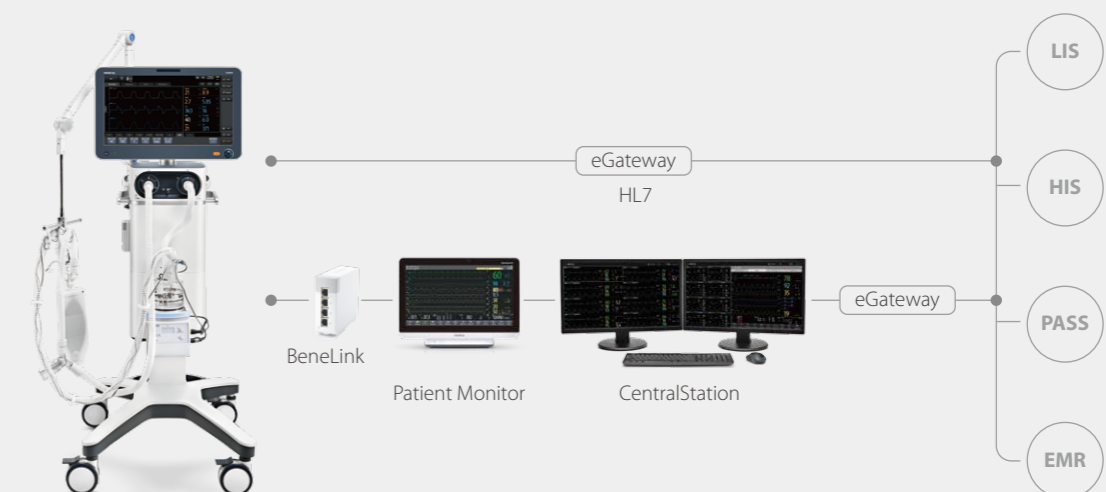 LIS
eGateway
HL7
HIS
eGateway
PASS
BeneLink
Patient Monitor
CentralStation
EMR